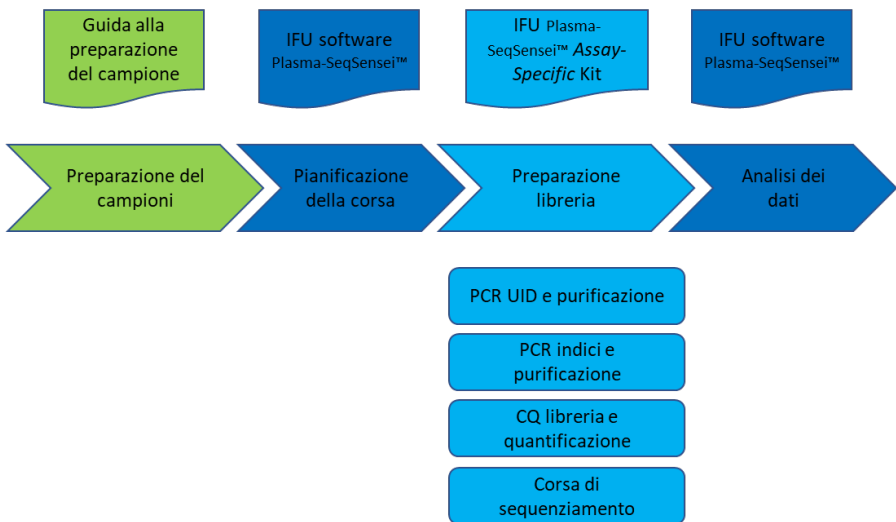 Guida alla
preparazione
del campione
IFU software
Plasma-SeqSensei™
IFU Plasma-
SeqSensei™ Assay-
Specific Kit
IFU software
Plasma-SeqSensei™
Preparazione del
campioni
Pianificazione
della corsa
Preparazione
libreria
Analisi dei
dati
PCR UID e purificazione
PCR indici e
purificazione
CQ libreria e
quantificazione
Corsa di
sequenziamento